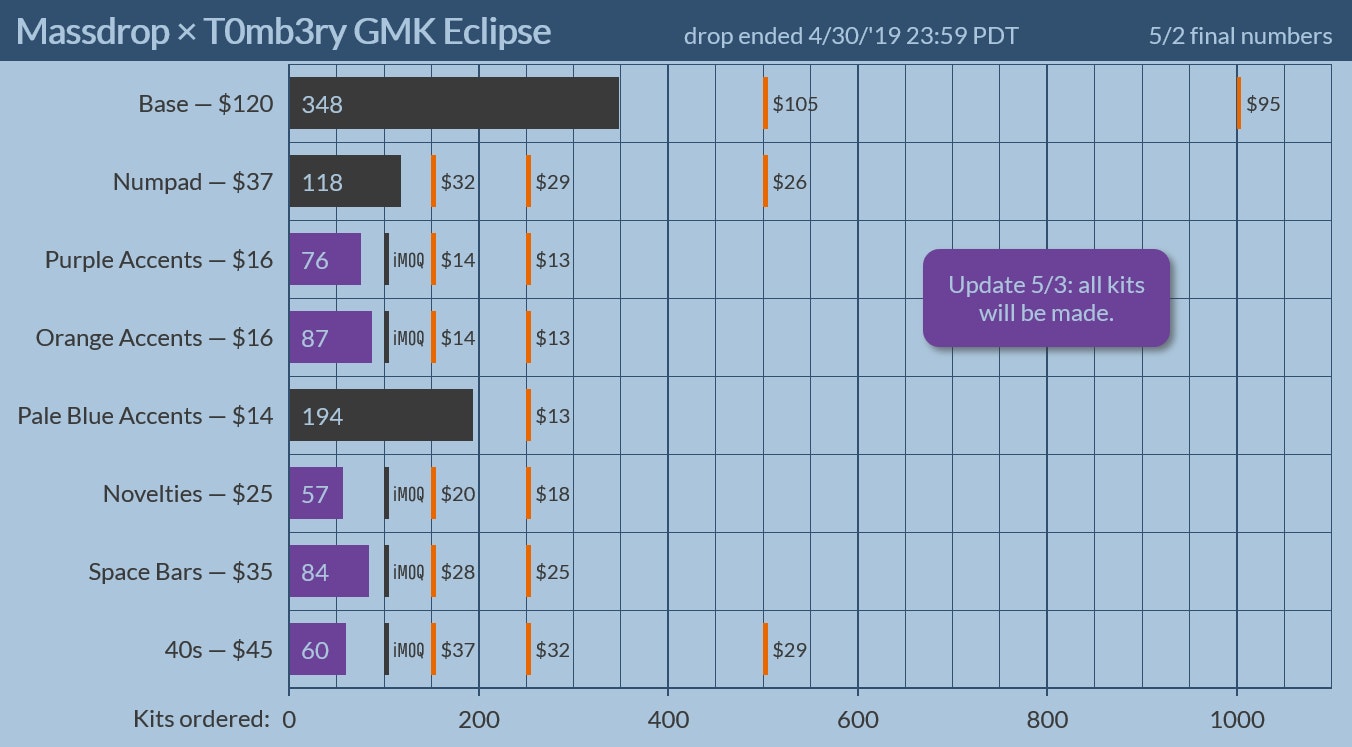 Massdrop × T0mb3ry GMK Eclipse drop ended 4/30/'19 23:59 PDT 5/2 final numbers
Base — $120 348 $105 $95
Numpad — $37 118 $32 $29 $26
Purple Accents — $16 76 iMOQ $14 $13
Update 5/3: all kits
will be made.
Orange Accents — $16 87 iMOQ $14 $13
Pale Blue Accents — $14 194 $13
Novelties — $25 57 iMOQ $20 $18
Space Bars — $35 84 iMOQ $28 $25
40s — $45 60 iMOQ $37 $32 $29
Kits ordered: 0 200 400 600 800 1000